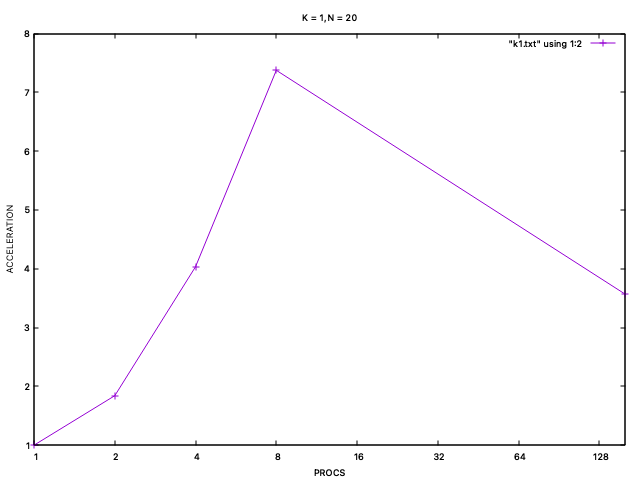 K = 1,N = 20
"k1.txt" using 1:2
8
7
6
5
4
3
2
1
ACCELERATION
1 2 4 8 16 32 64 128
PROCS